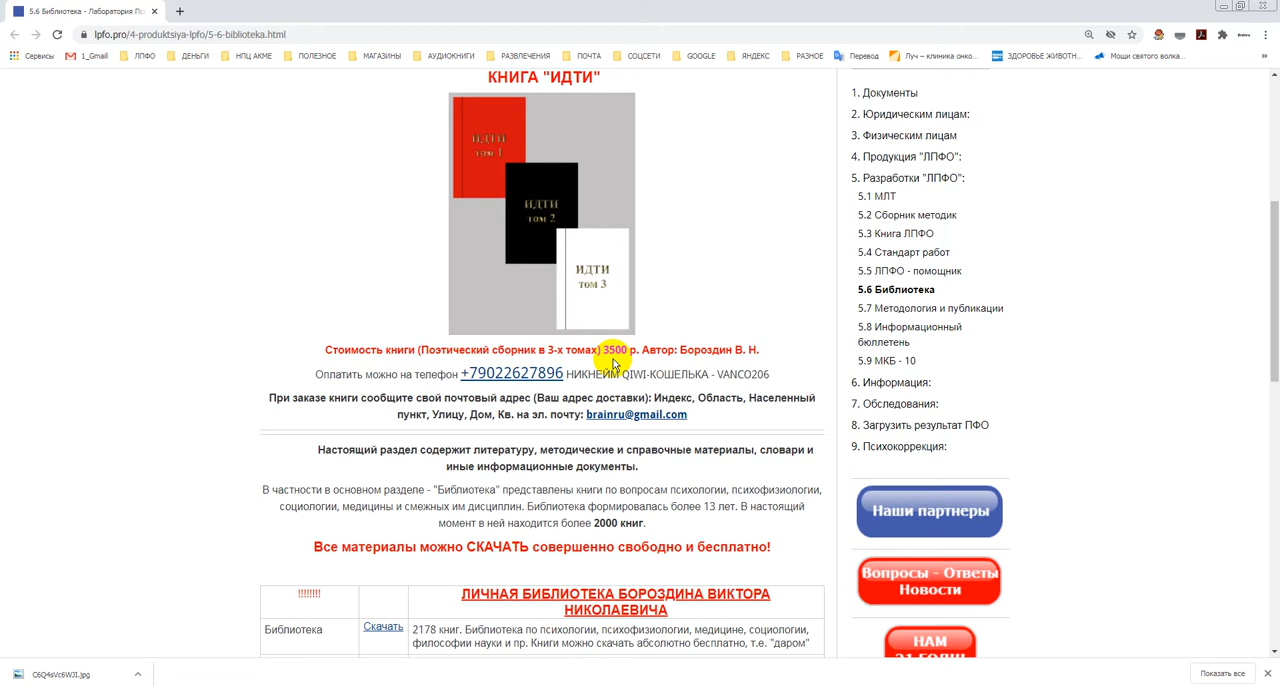 5.6 Библиотека - Лаборатория Пс
lpfo.pro/4-produktsiya-lpfo/5-6-biblioteka.html
Сервисы 1_Gmail ЛПФО ДЕНЬГИ НПЦ АКМЕ ПОЛЕЗНОЕ МАГАЗИНЫ АУДИОКНИГИ РАЗВЛЕЧЕНИЯ ПОЧТА СОЦСЕТИ GOOGLE ЯНДЕКС РАЗНОЕ Перевод Луч – клиника онко... ЗДОРОВЬЕ ЖИВОТН... Мощи святого волка... »
КНИГА "ИДТИ"
ИДТИ
том 1
ИДТИ
том 2
ИДТИ
том 3
Стоимость книги (Поэтический сборник в 3-х томах) 3500 р. Автор: Бороздин В. Н.
Оплатить можно на телефон +79022627896 НИКНЕЙМ QIWI-КОШЕЛЬКА - VANCO206
При заказе книги сообщите свой почтовый адрес (Ваш адрес доставки): Индекс, Область, Населенный
пункт, Улицу, Дом, Кв. на эл. почту: brainru@gmail.com
Настоящий раздел содержит литературу, методические и справочные материалы, словари и
иные информационные документы.
В частности в основном разделе - "Библиотека" представлены книги по вопросам психологии, психофизиологии,
социологии, медицины и смежных им дисциплин. Библиотека формировалась более 13 лет. В настоящий
момент в ней находится более 2000 книг.
Все материалы можно СКАЧАТЬ совершенно свободно и бесплатно!
!!!!!!!! ЛИЧНАЯ БИБЛИОТЕКА БОРОЗДИНА ВИКТОРА
НИКОЛАЕВИЧА
Библиотека Скачать 2178 книг. Библиотека по психологии, психофизиологии, медицине, социологии,
философии науки и пр. Книги можно скачать абсолютно бесплатно, т.е. "даром"
1. Документы
2. Юридическим лицам:
3. Физическим лицам
4. Продукция "ЛПФО":
5. Разработки "ЛПФО":
5.1 МЛТ
5.2 Сборник методик
5.3 Книга ЛПФО
5.4 Стандарт работ
5.5 ЛПФО - помощник
5.6 Библиотека
5.7 Методология и публикации
5.8 Информационный
бюллетень
5.9 МКБ - 10
6. Информация:
7. Обследования:
8. Загрузить результат ПФО
9. Психокоррекция:
Наши партнеры
Вопросы - Ответы
Новости
НАМ
21 ГОД!!!
C6Q4sVc6WJI.jpg
Показать все